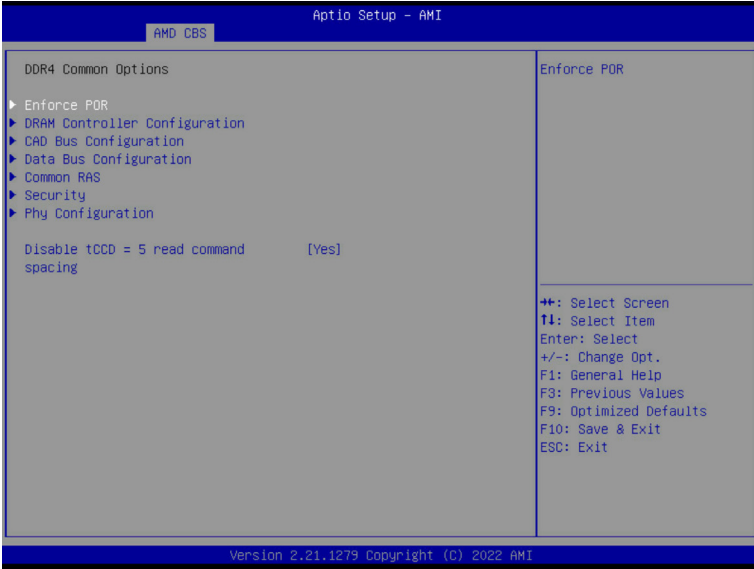 Aptio Setup – AMI
AMD CBS
DDR4 Common Options
Enforce POR
DRAM Controller Configuration
CAD Bus Configuration
Data Bus Configuration
Common RAS
Security
Phy Configuration
Disable tCCD = 5 read command [Yes]
spacing
Enforce POR
→←: Select Screen
↑↓: Select Item
Enter: Select
+/-: Change Opt.
F1: General Help
F3: Previous Values
F9: Optimized Defaults
F10: Save & Exit
ESC: Exit
Version 2.21.1279 Copyright (C) 2022 AMI